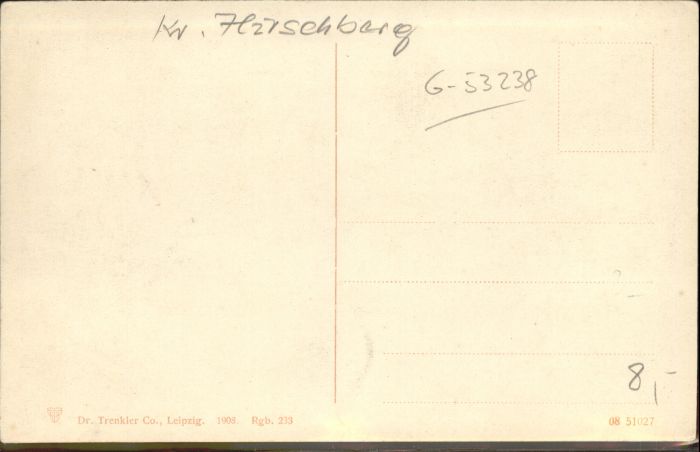 Kr. Hirschberg
G-53238
8,-
Dr. Trenkler Co., Leipzig. 1908. Rgb. 233
08 51027